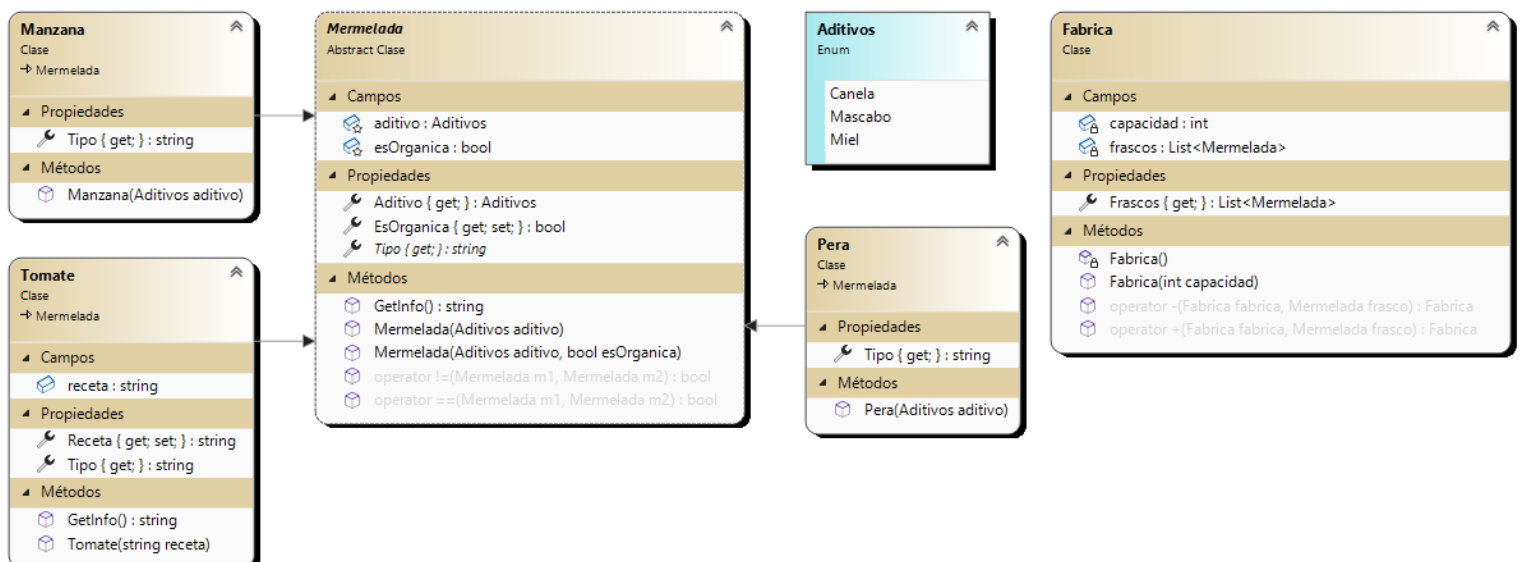 Manzana
Clase
Mermelada
Propiedades
Tipo { get; } : string
Métodos
Manzana(Aditivos aditivo)
Tomate
Clase
Mermelada
Campos
receta : string
Propiedades
Receta { get; set; } : string
Tipo { get; } : string
Métodos
GetInfo() : string
Tomate(string receta)
Mermelada
Abstract Clase
Campos
aditivo : Aditivos
esOrganica : bool
Propiedades
Aditivo { get; } : Aditivos
EsOrganica { get; set; } : bool
Tipo { get; } : string
Métodos
GetInfo() : string
Mermelada(Aditivos aditivo)
Mermelada(Aditivos aditivo, bool esOrganica)
operator !=(Mermelada m1, Mermelada m2) : bool
operator ==(Mermelada m1, Mermelada m2) : bool
Aditivos
Enum
Canela
Mascabo
Miel
Pera
Clase
Mermelada
Propiedades
Tipo { get; } : string
Métodos
Pera(Aditivos aditivo)
Fabrica
Clase
Campos
capacidad : int
frascos : List<Mermelada>
Propiedades
Frascos { get; } : List<Mermelada>
Métodos
Fabrica()
Fabrica(int capacidad)
operator -(Fabrica fabrica, Mermelada frasco) : Fabrica
operator +(Fabrica fabrica, Mermelada frasco) : Fabrica